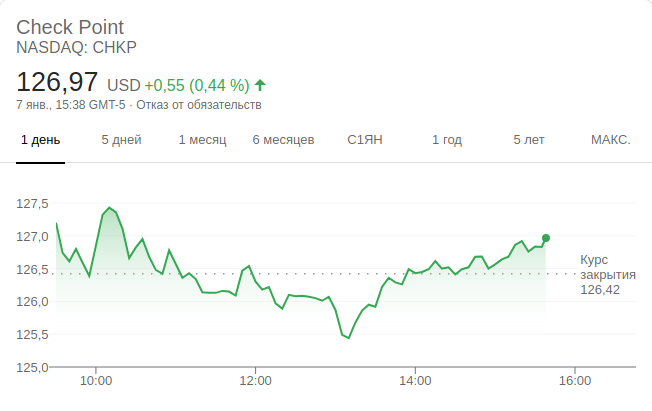 Check Point
NASDAQ: CHKP
126,97 USD +0,55 (0,44 %)
7 янв., 15:38 GMT-5 · Отказ от обязательств
1 день 5 дней 1 месяц 6 месяцев С1ЯН 1 год 5 лет МАКС.
127,5
127,0
126,5
126,0
125,5
125,0
Курс
закрытия
126,42
10:00 12:00 14:00 16:00